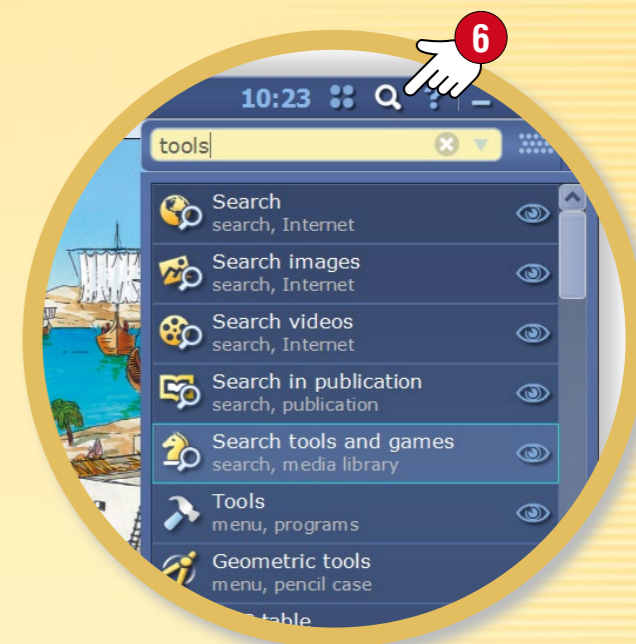 6
10:23 ?
tools
Search
search, Internet
Search images
search, Internet
Search videos
search, Internet
Search in publication
search, publication
Search tools and games
search, media library
Tools
menu, programs
Geometric tools
menu, pencil case
table